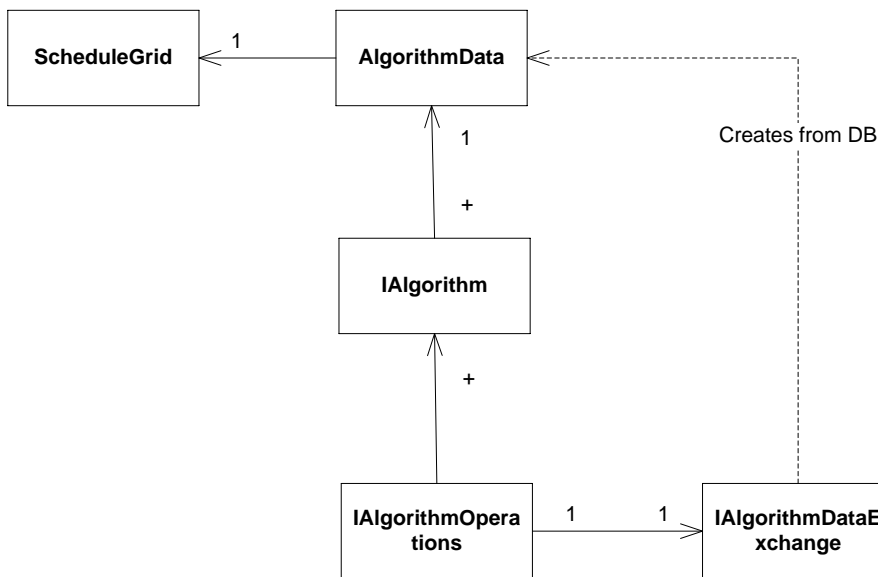 ScheduleGrid
1
AlgorithmData
1
Creates from DB
+
IAlgorithm
+
IAlgorithmOpera
tions
1
1
IAlgorithmDataE
xchange